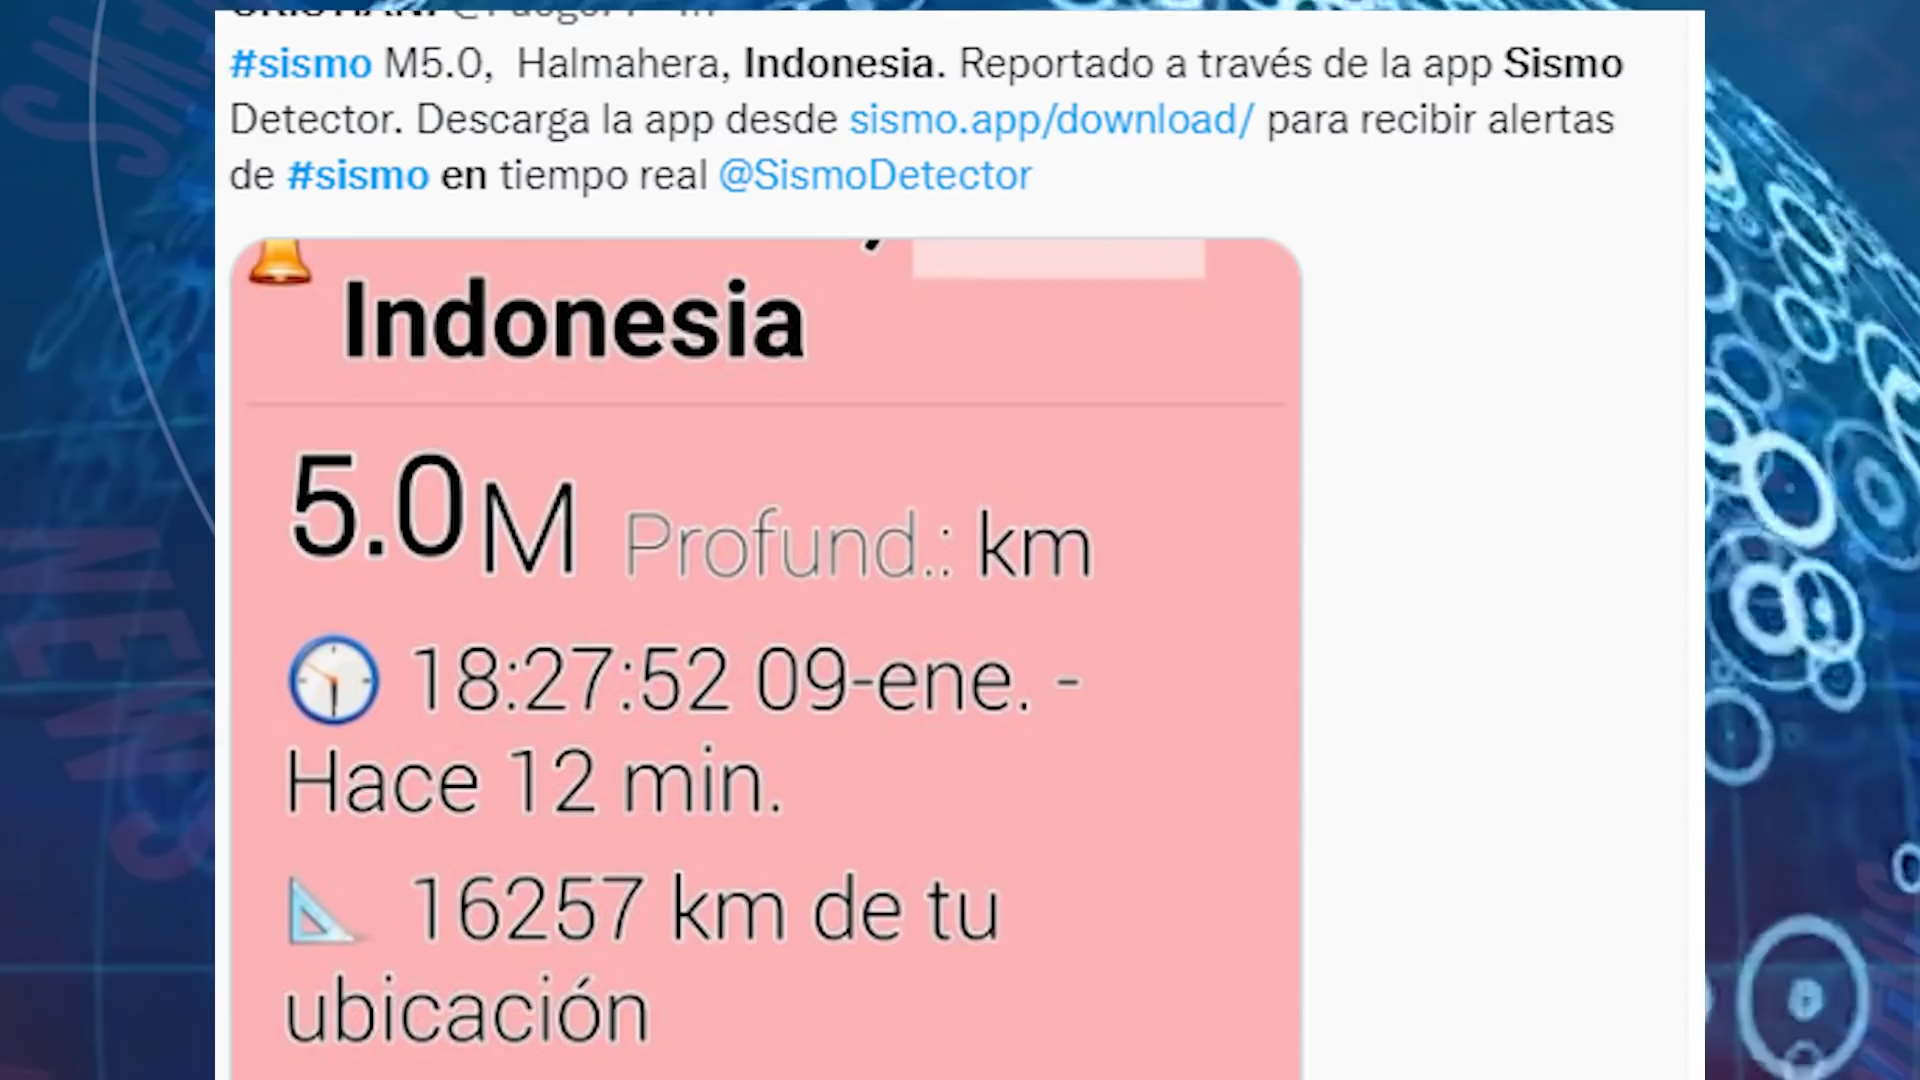 #sismo M5.0, Halmahera, Indonesia. Reportado a través de la app Sismo
Detector. Descarga la app desde sismo.app/download/ para recibir alertas
de #sismo en tiempo real @SismoDetector
Indonesia
5.0 M Profund.: km
18:27:52 09-ene. -
Hace 12 min.
16257 km de tu
ubicación
NEWS